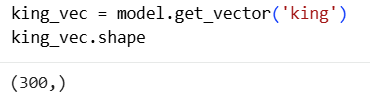 king_vec = model.get_vector('king')
king_vec.shape
(300,)